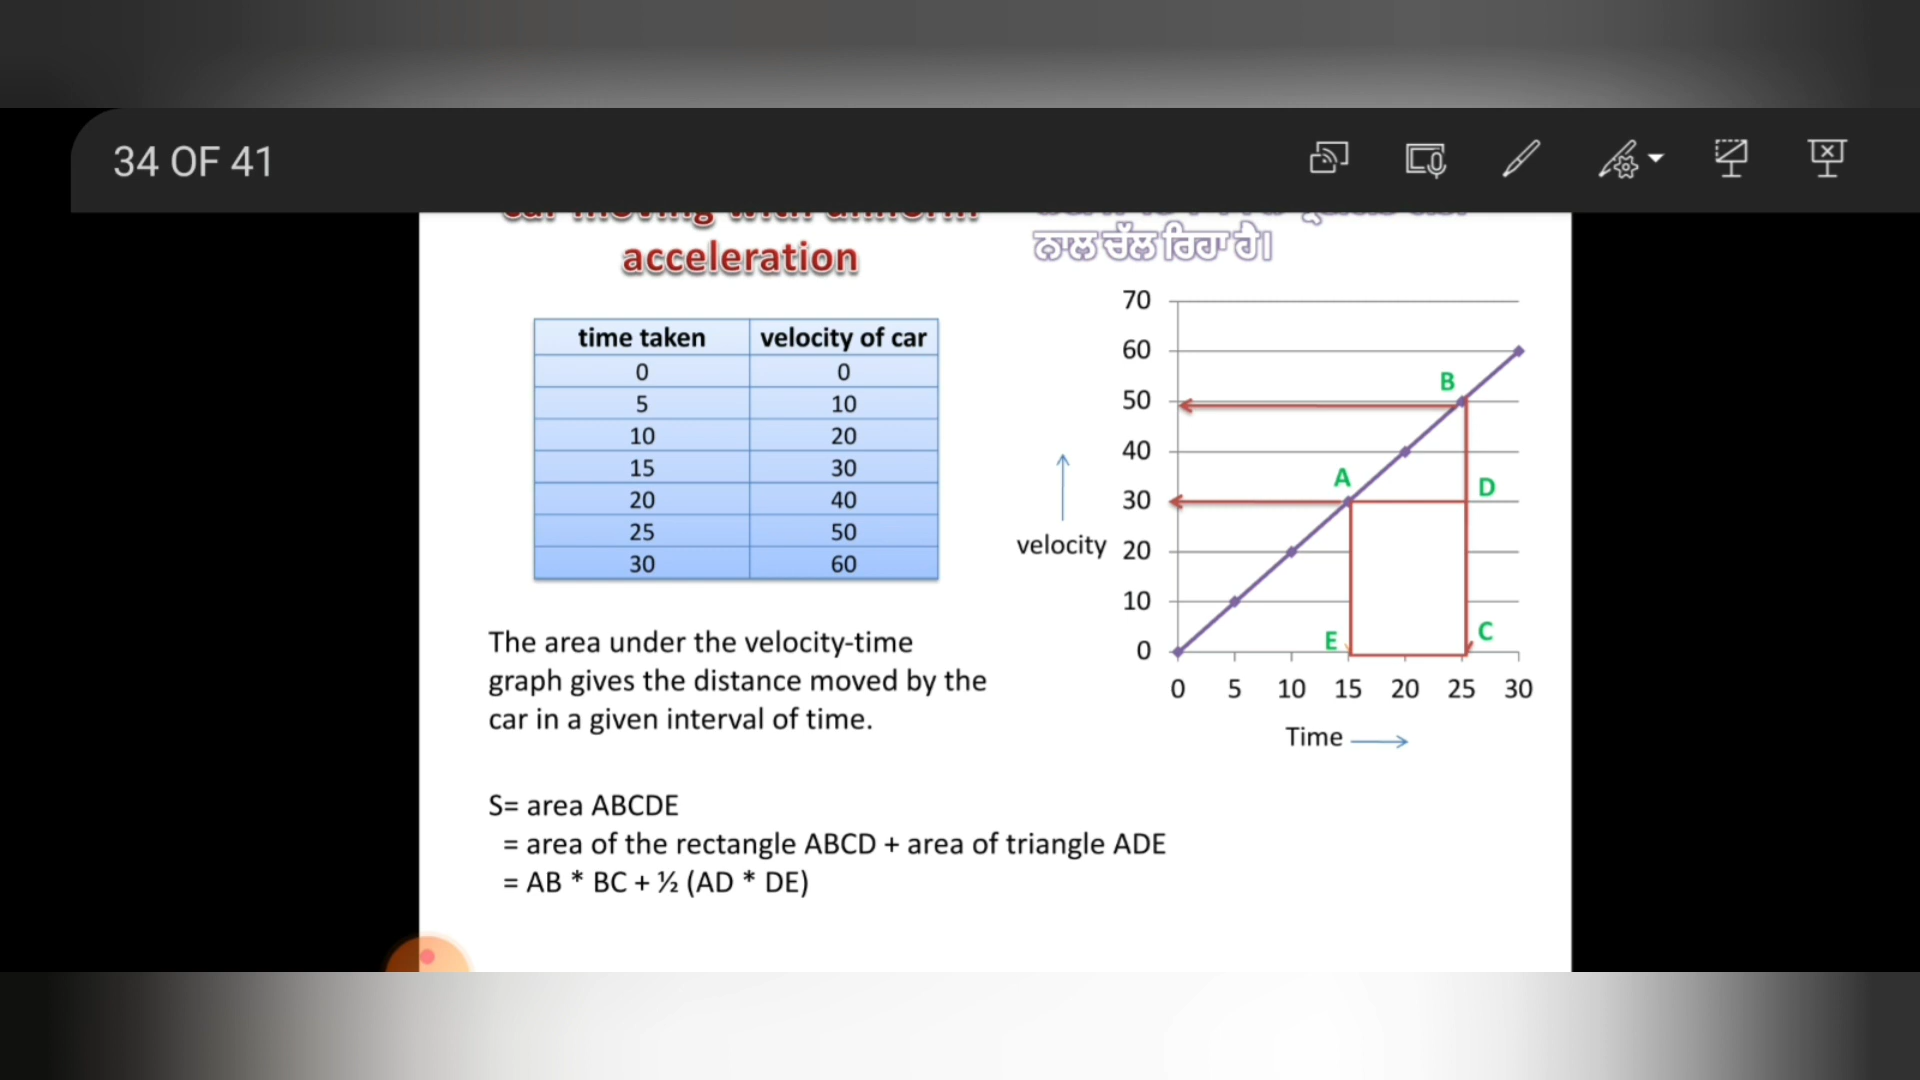 34 OF 41
car moving with uniform
acceleration
ਨਾਲ ਚੱਲ ਰਿਹਾ ਹੈ।
time taken velocity of car
0 0
5 10
10 20
15 30
20 40
25 50
30 60
70
60
50
40
30
20
10
0
velocity
A
B
D
E
C
0 5 10 15 20 25 30
Time
The area under the velocity-time
graph gives the distance moved by the
car in a given interval of time.
S= area ABCDE
= area of the rectangle ABCD + area of triangle ADE
= AB * BC + ½ (AD * DE)